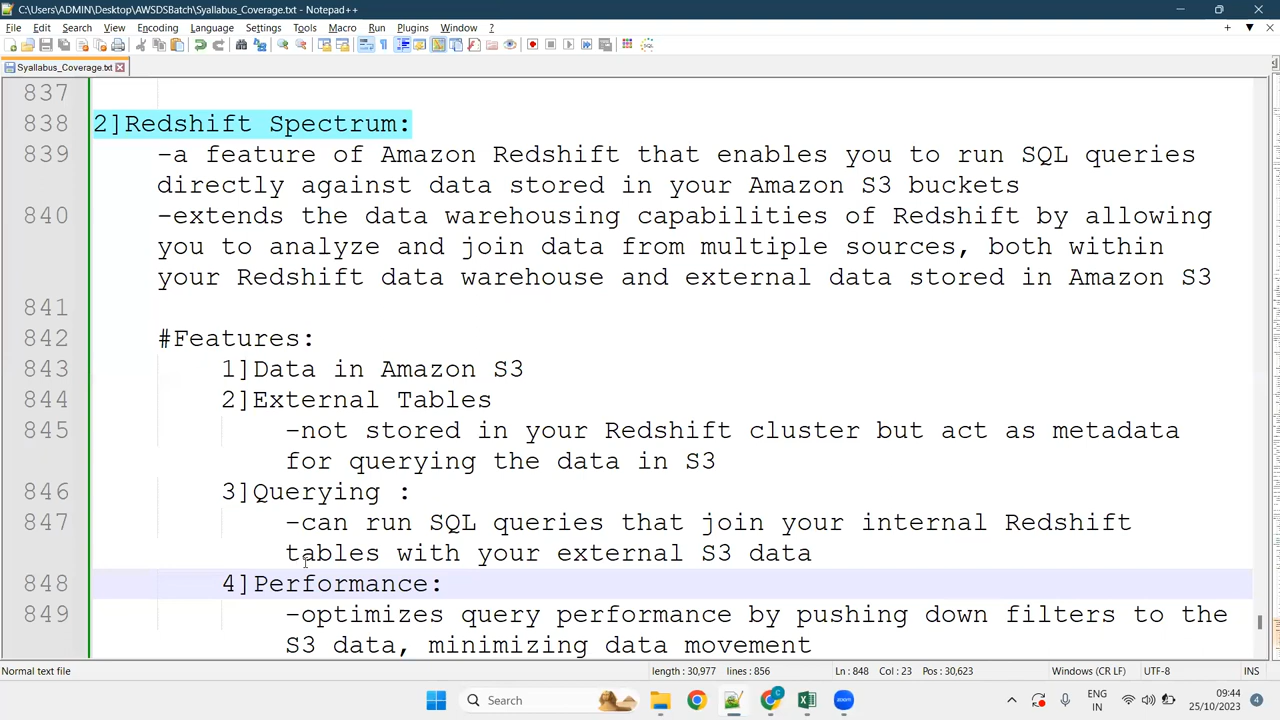 C:\Users\ADMIN\Desktop\AWSDSBatch\Syallabus_Coverage.txt - Notepad++
File Edit Search View Encoding Language Settings Tools Macro Run Plugins Window ?
Syallabus_Coverage.txt
837
838 2]Redshift Spectrum:
839 -a feature of Amazon Redshift that enables you to run SQL queries
directly against data stored in your Amazon S3 buckets
840 -extends the data warehousing capabilities of Redshift by allowing
you to analyze and join data from multiple sources, both within
your Redshift data warehouse and external data stored in Amazon S3
841
842 #Features:
843 1]Data in Amazon S3
844 2]External Tables
845 -not stored in your Redshift cluster but act as metadata
for querying the data in S3
846 3]Querying :
847 -can run SQL queries that join your internal Redshift
tables with your external S3 data
848 4]Performance:
849 -optimizes query performance by pushing down filters to the
S3 data, minimizing data movement
Normal text file length : 30,977 lines : 856 Ln : 848 Col : 23 Pos : 30,623 Windows (CR LF) UTF-8 INS
Search ENG 09:44
IN 25/10/2023 4